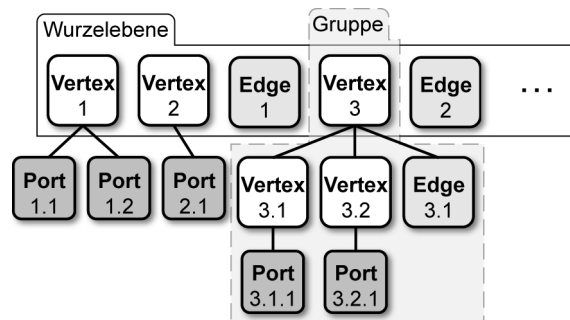 Wurzelebene
Gruppe
Vertex
1
Vertex
2
Edge
1
Vertex
3
Edge
2
...
Port
1.1
Port
1.2
Port
2.1
Vertex
3.1
Vertex
3.2
Edge
3.1
Port
3.1.1
Port
3.2.1